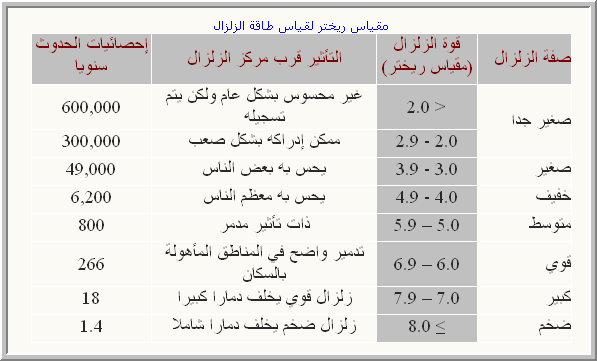 مقياس ريختر لقياس طاقة الزلزال
صفة الزلزال
قوة الزلزال
(مقياس ريختر)
التأثير قرب مركز الزلزال
إحصائيات الحدوث
سنويا
صغير جدا
2.0 >
غير محسوس بشكل عام ولكن يتم
تسجيله
600,000
2.0 - 2.9
ممكن إدراكه بشكل صعب
300,000
صغير
3.0 - 3.9
يحس به بعض الناس
49,000
خفيف
4.0 - 4.9
يحس به معظم الناس
6,200
متوسط
5.0 – 5.9
ذات تأثير مدمر
800
قوي
6.0 – 6.9
تدمير واضح في المناطق المأهولة
بالسكان
266
كبير
7.0 – 7.9
زلزال قوي يخلف دمارا كبيرا
18
ضخم
≥ 8.0
زلزال ضخم يخلف دمارا شاملا
1.4